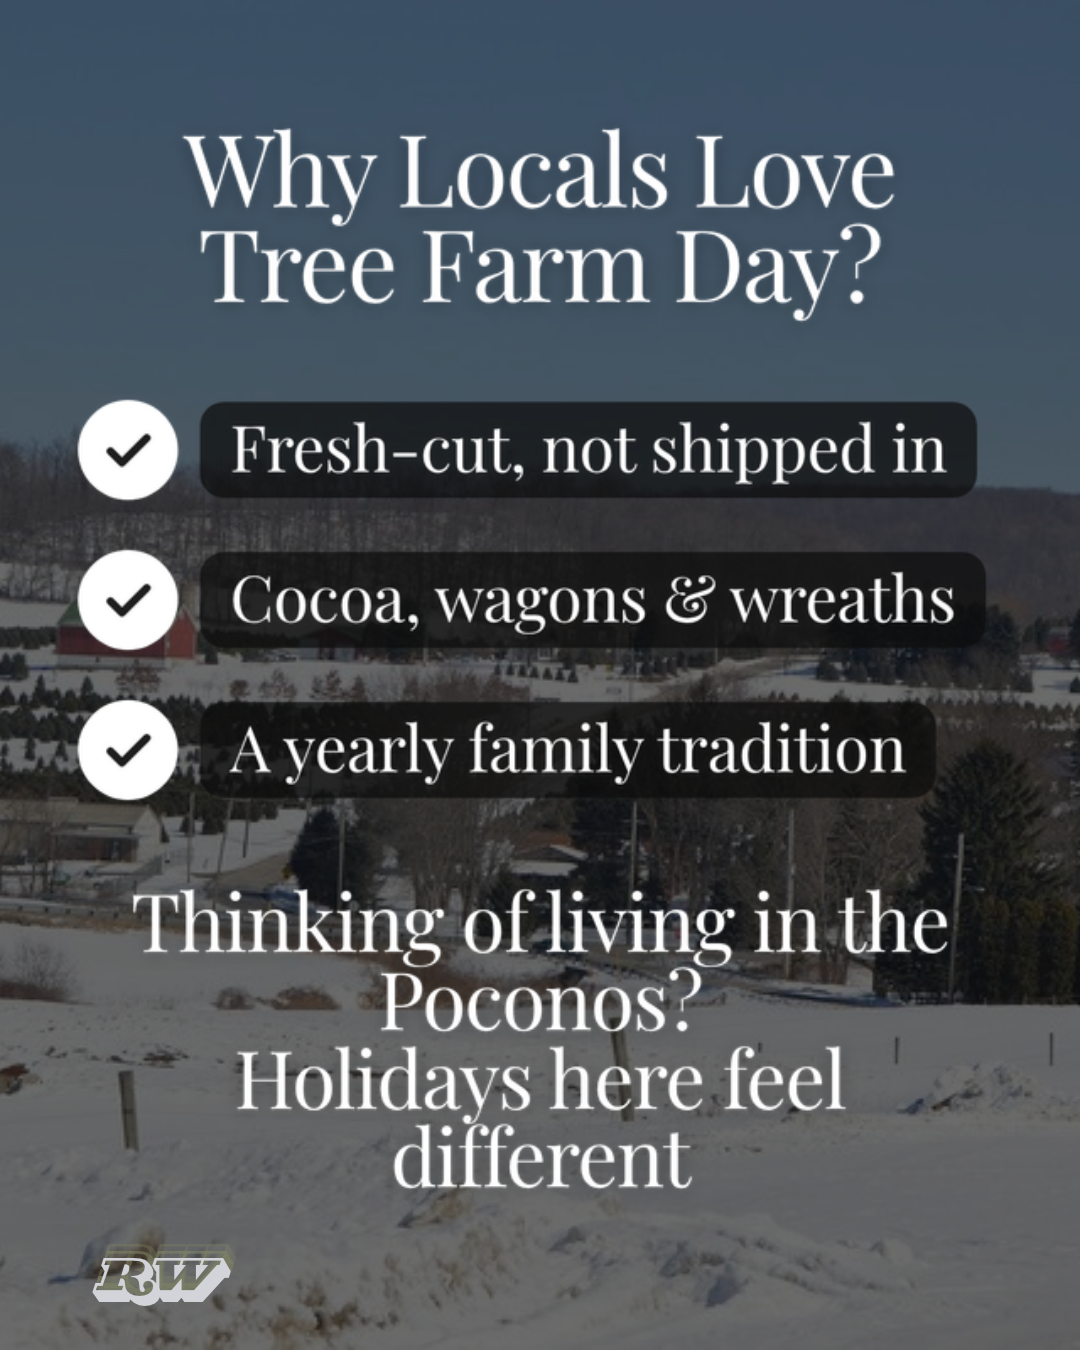 Why Locals Love
Tree Farm Day?
Fresh-cut, not shipped in
Cocoa, wagons & wreaths
A yearly family tradition
Thinking of living in the
Poconos?
Holidays here feel
different
RW